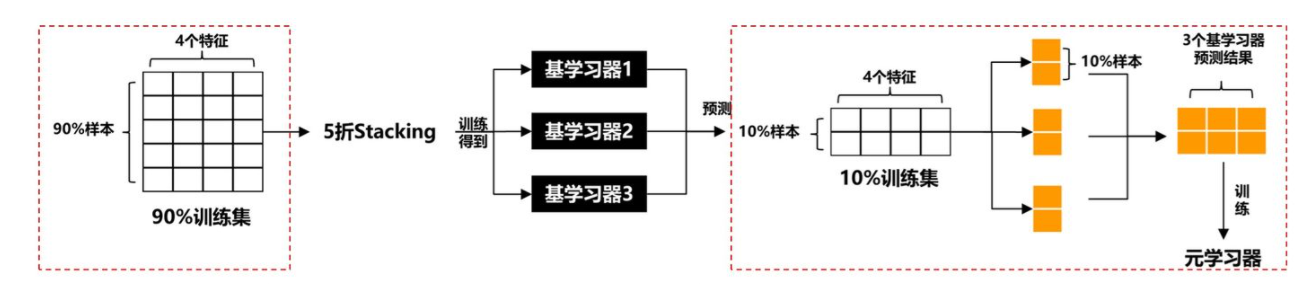 4个特征
90%样本
90%训练集
5折Stacking
训练
得到
基学习器1
基学习器2
基学习器3
预测
4个特征
10%样本
10%训练集
10%样本
3个基学习器
预测结果
训
练
元学习器